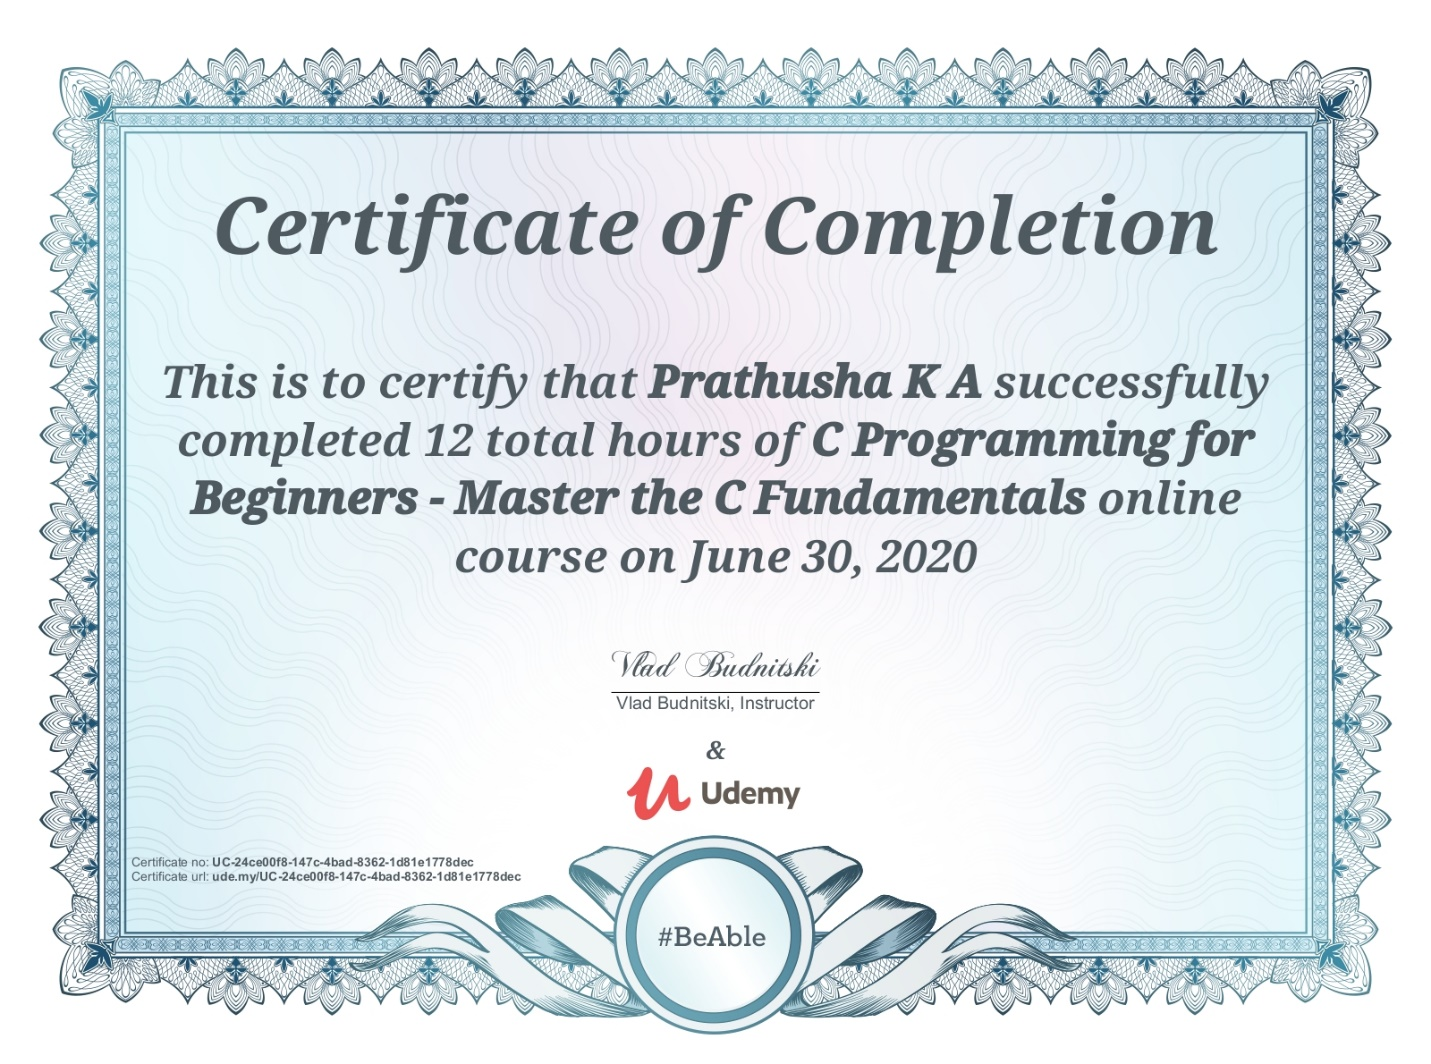 Certificate of Completion
This is to certify that Prathusha K A successfully
completed 12 total hours of C Programming for
Beginners - Master the C Fundamentals online
course on June 30, 2020
Vlad Budnitski
Vlad Budnitski, Instructor
&
Udemy
Certificate no: UC-24ce00f8-147c-4bad-8362-1d81e1778dec
Certificate url: ude.my/UC-24ce00f8-147c-4bad-8362-1d81e1778dec
#BeAble